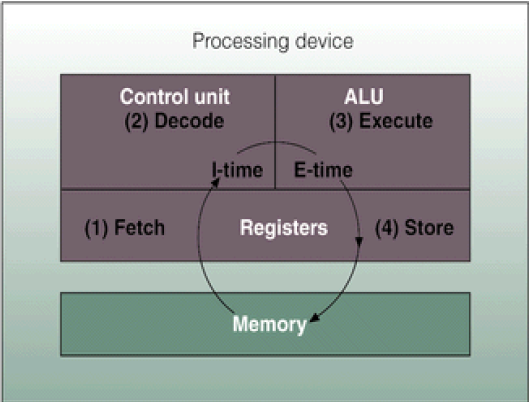 Processing device
Control unit
(2) Decode
ALU
(3) Execute
I-time
E-time
(1) Fetch
Registers
(4) Store
Memory